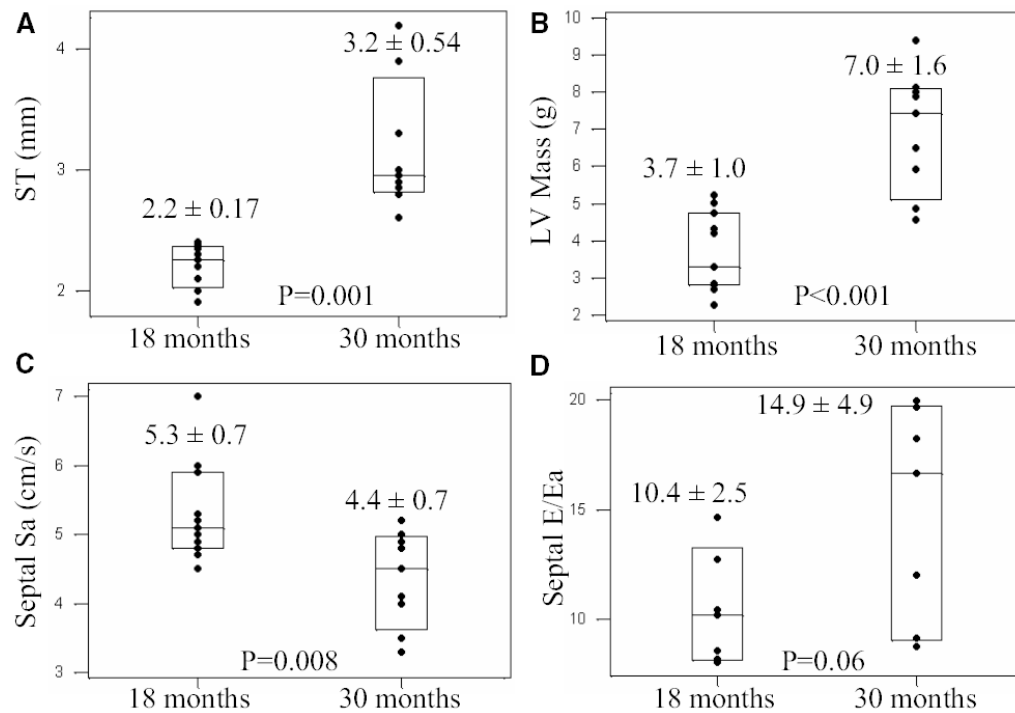 A
ST (mm)
4
3
2
3.2 ± 0.54
2.2 ± 0.17
P=0.001
18 months
30 months
B
LV Mass (g)
10
9
8
7
6
5
4
3
2
7.0 ± 1.6
3.7 ± 1.0
P<0.001
18 months
30 months
C
Septal Sa (cm/s)
7
6
5
4
3
5.3 ± 0.7
4.4 ± 0.7
P=0.008
18 months
30 months
D
Septal E/Ea
20
15
10
14.9 ± 4.9
10.4 ± 2.5
P=0.06
18 months
30 months